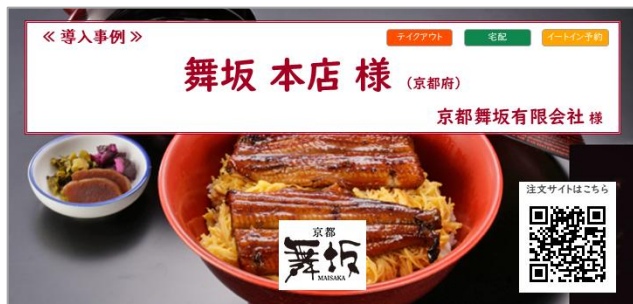 ≪ 導入事例 ≫
テイクアウト
宅配
イートイン予約
舞坂 本店 様 (京都府)
京都舞坂有限会社 様
注文サイトはこちら
京都
舞坂
MAISAKA